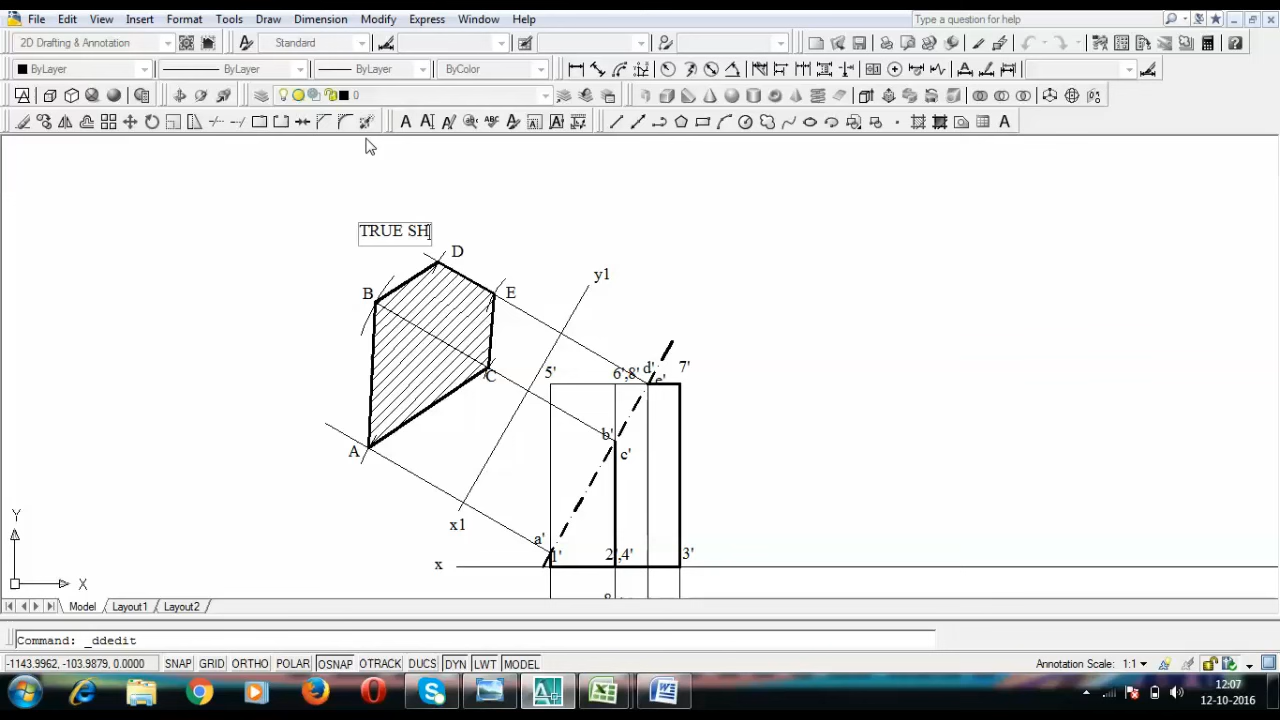 File Edit View Insert Format Tools Draw Dimension Modify Express Window Help Type a question for help
2D Drafting & Annotation Standard
ByLayer ByLayer ByLayer ByColor
0
TRUE SH
D
B E y1
C
5' 6',8' d' 7'
e'
b'
c'
A
x1
a'
1' 2',4' 3'
x
Y
X
Model Layout1 Layout2
Command: _ddedit
-1143.9962, -103.9879, 0.0000 SNAP GRID ORTHO POLAR OSNAP OTRACK DUCS DYN LWT MODEL Annotation Scale: 1:1
12:07
12-10-2016